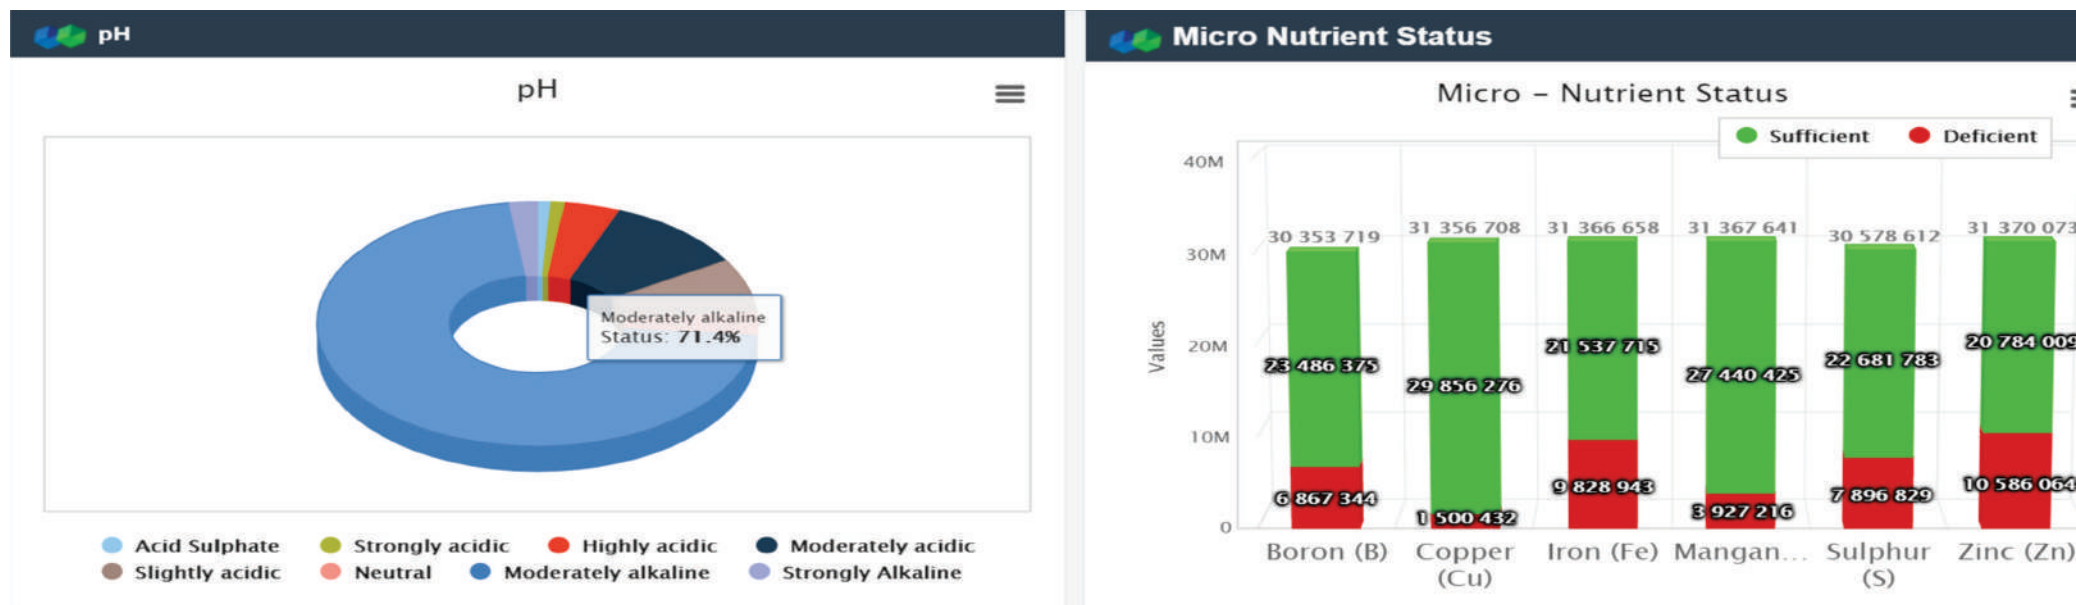 pH
pH
Moderately alkaline
Status: 71.4%
Acid Sulphate
Strongly acidic
Highly acidic
Moderately acidic
Slightly acidic
Neutral
Moderately alkaline
Strongly Alkaline
Micro Nutrient Status
Micro – Nutrient Status
Sufficient
Deficient
Values
40M
30M
20M
10M
0
30 353 719
31 356 708
31 366 658
31 367 641
30 578 612
31 370 073
23 486 375
29 856 276
21 537 715
27 440 425
22 681 783
20 784 009
6 867 344
1 500 432
9 828 943
3 927 216
7 896 829
10 586 064
Boron (B)
Copper
(Cu)
Iron (Fe)
Mangan...
Sulphur
(S)
Zinc (Zn)